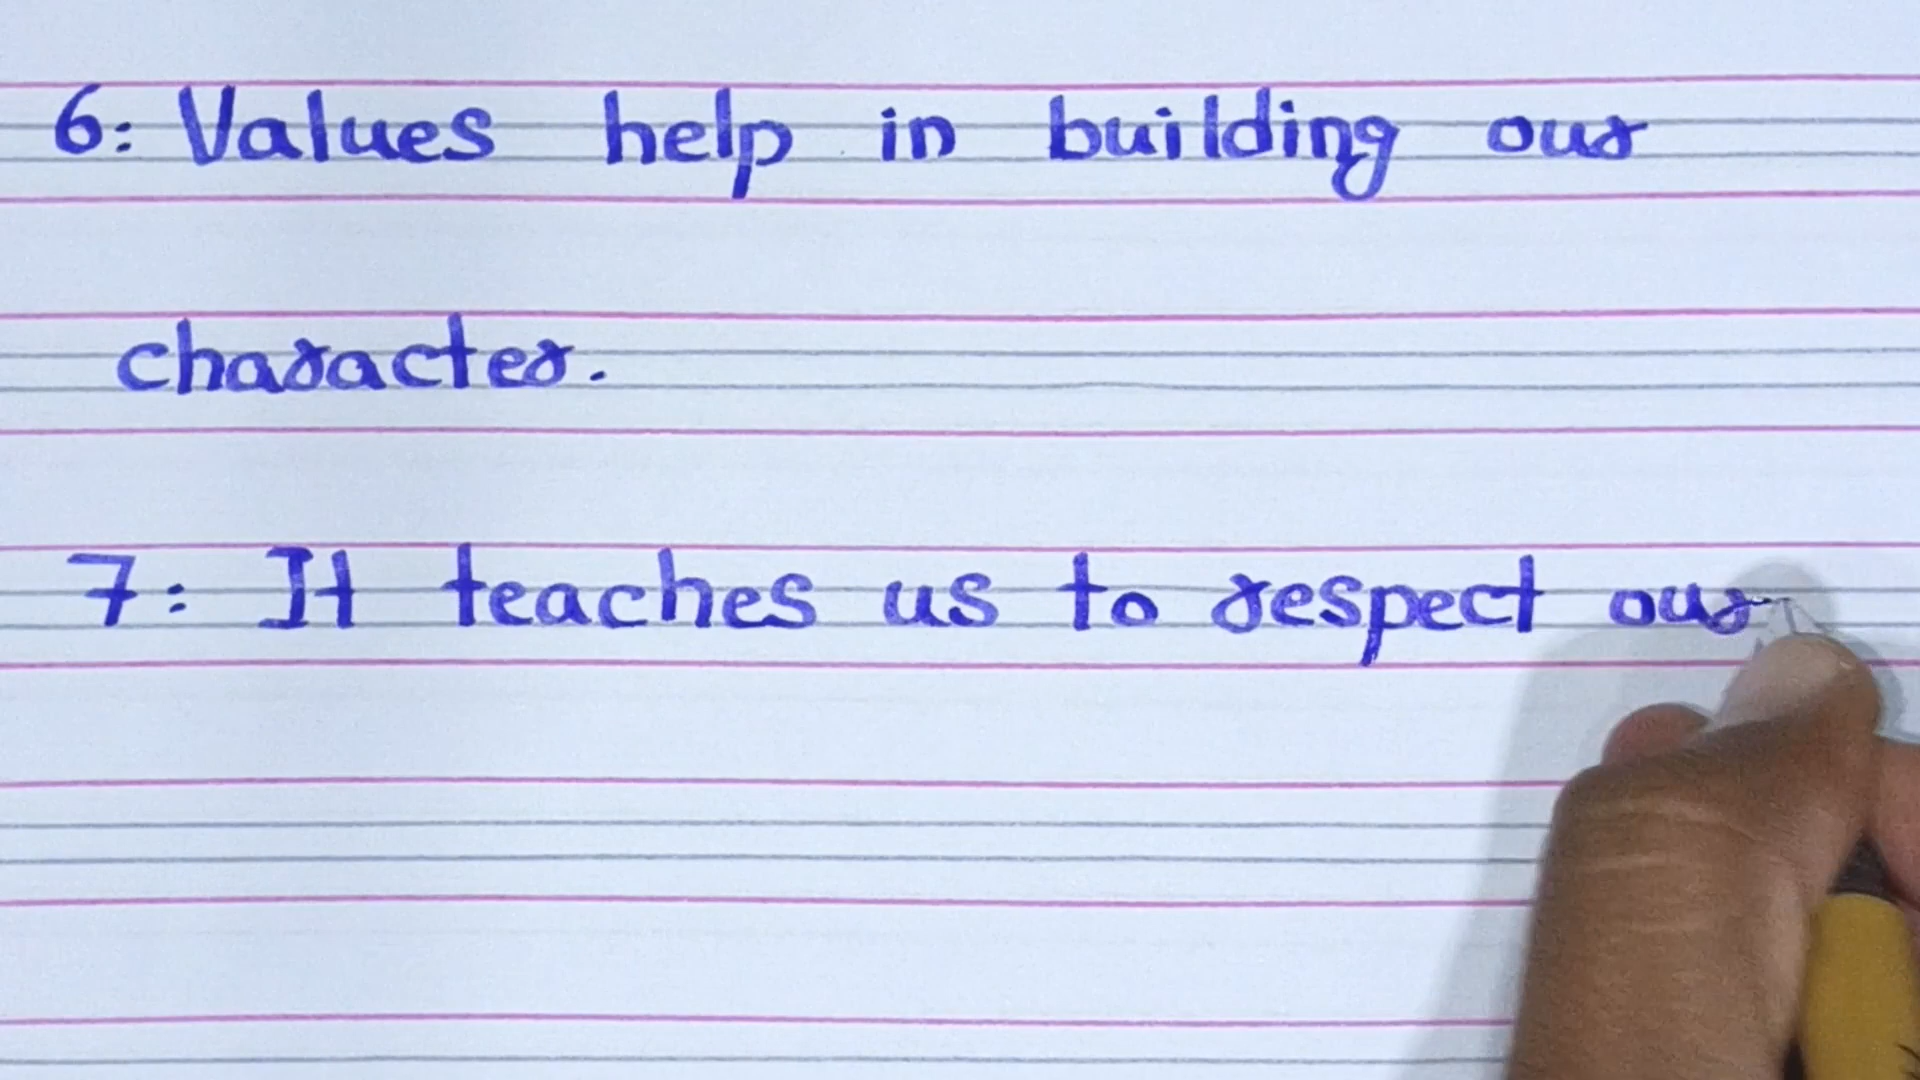 6: Values help in building our
character.
7: It teaches us to respect our